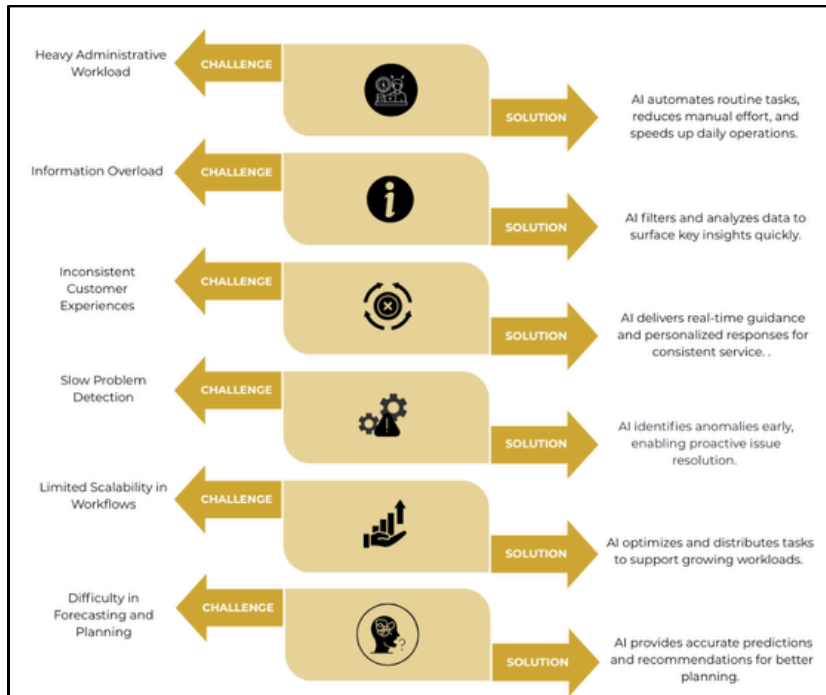 Heavy Administrative
Workload
CHALLENGE
SOLUTION
AI automates routine tasks,
reduces manual effort, and
speeds up daily operations.
Information Overload
CHALLENGE
i
SOLUTION
AI filters and analyzes data to
surface key insights quickly.
Inconsistent
Customer
Experiences
CHALLENGE
SOLUTION
AI delivers real-time guidance
and personalized responses for
consistent service. .
Slow Problem
Detection
CHALLENGE
!
SOLUTION
AI identifies anomalies early,
enabling proactive issue
resolution.
Limited Scalability in
Workflows
CHALLENGE
SOLUTION
AI optimizes and distributes tasks
to support growing workloads.
Difficulty in
Forecasting and
Planning
CHALLENGE
?
SOLUTION
AI provides accurate predictions
and recommendations for better
planning.